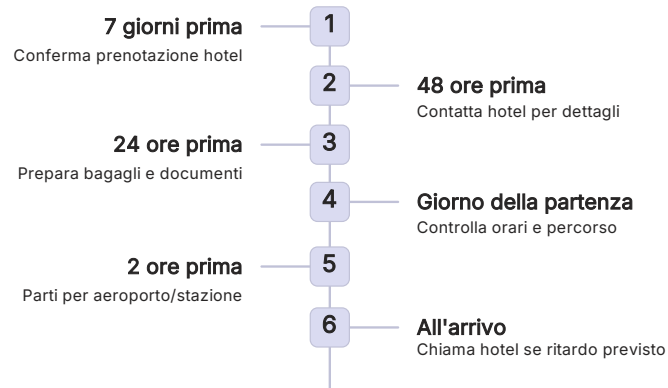 7 giorni prima
Conferma prenotazione hotel
1
2
48 ore prima
Contatta hotel per dettagli
24 ore prima
Prepara bagagli e documenti
3
4
Giorno della partenza
Controlla orari e percorso
2 ore prima
Parti per aeroporto/stazione
5
6
All'arrivo
Chiama hotel se ritardo previsto